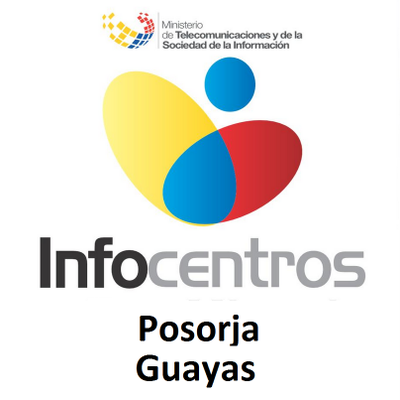 Ministerio
de Telecomunicaciones y de la
Sociedad de la Información
Infocentros
Posorja
Guayas